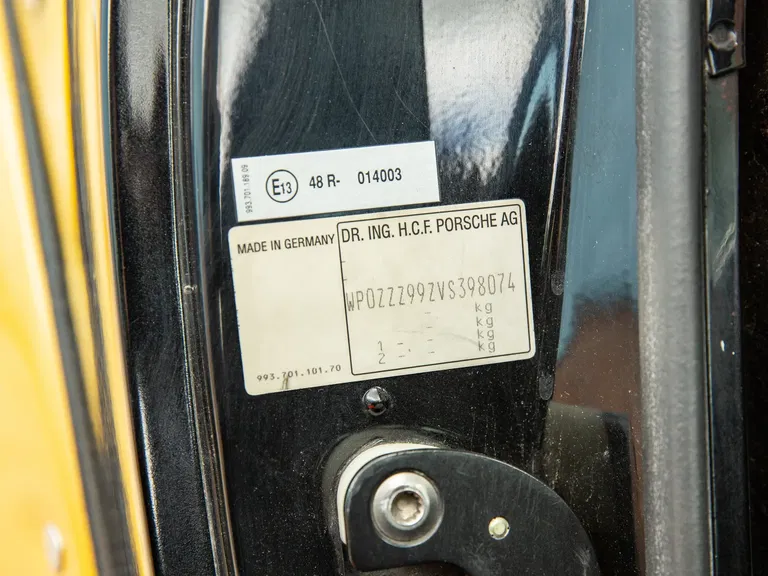 993.701.189.09
E13 48 R- 014003
MADE IN GERMANY
DR. ING. H.C.F. PORSCHE AG
WP0ZZZ99ZVS398074
- kg
- kg
- kg
1 -.- kg
2 -.-
993.701.101.70